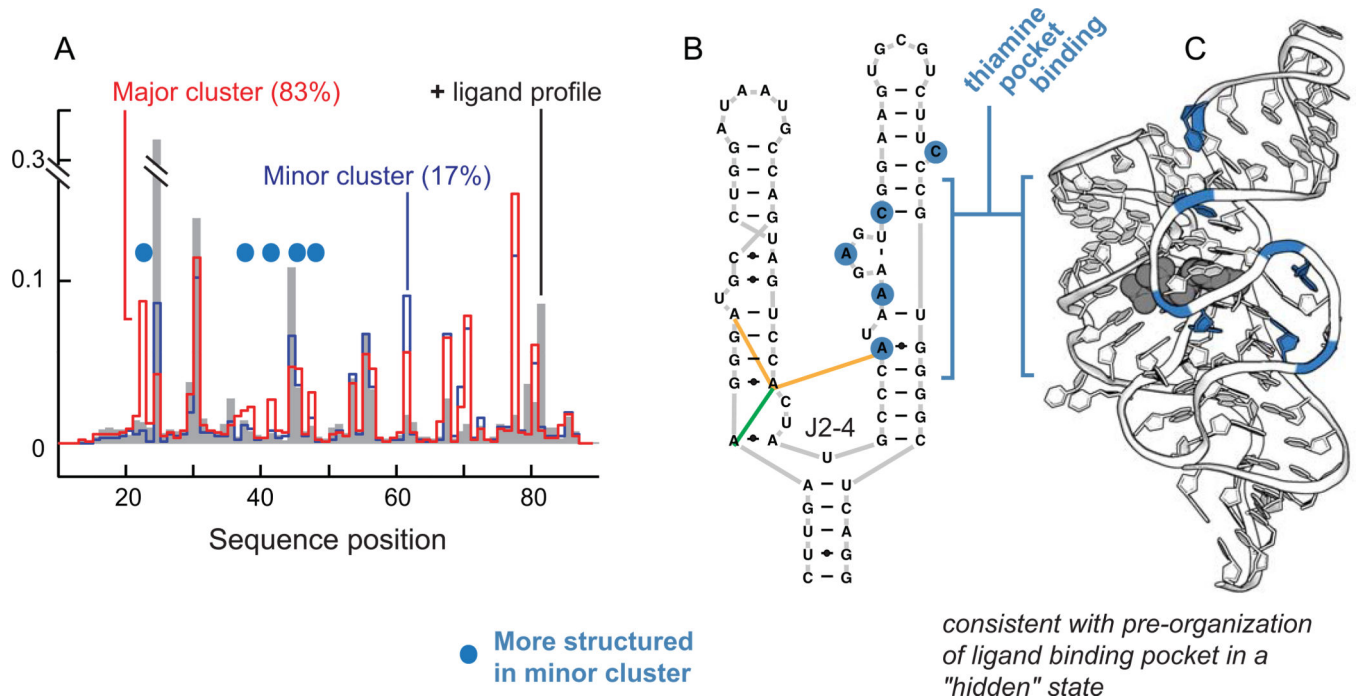 A
B
C
Major cluster (83%)
+ ligand profile
Minor cluster (17%)
0.3
0.1
0
20
40
60
80
Sequence position
More structured
in minor cluster
A U A A U G
G C
G C
U A
C G
U
C A
G G
U U
A C
G C
G A
G C
U
A A
J2-4
U
A U
G C
U A
U G
C G
U G C G U
G C
A U
A U
C
G C
G C
C G
G U
A
G A
A
A U
U
A G
C G
C G
C G
G C
thiamine
pocket
binding
consistent with pre-organization
of ligand binding pocket in a
"hidden" state